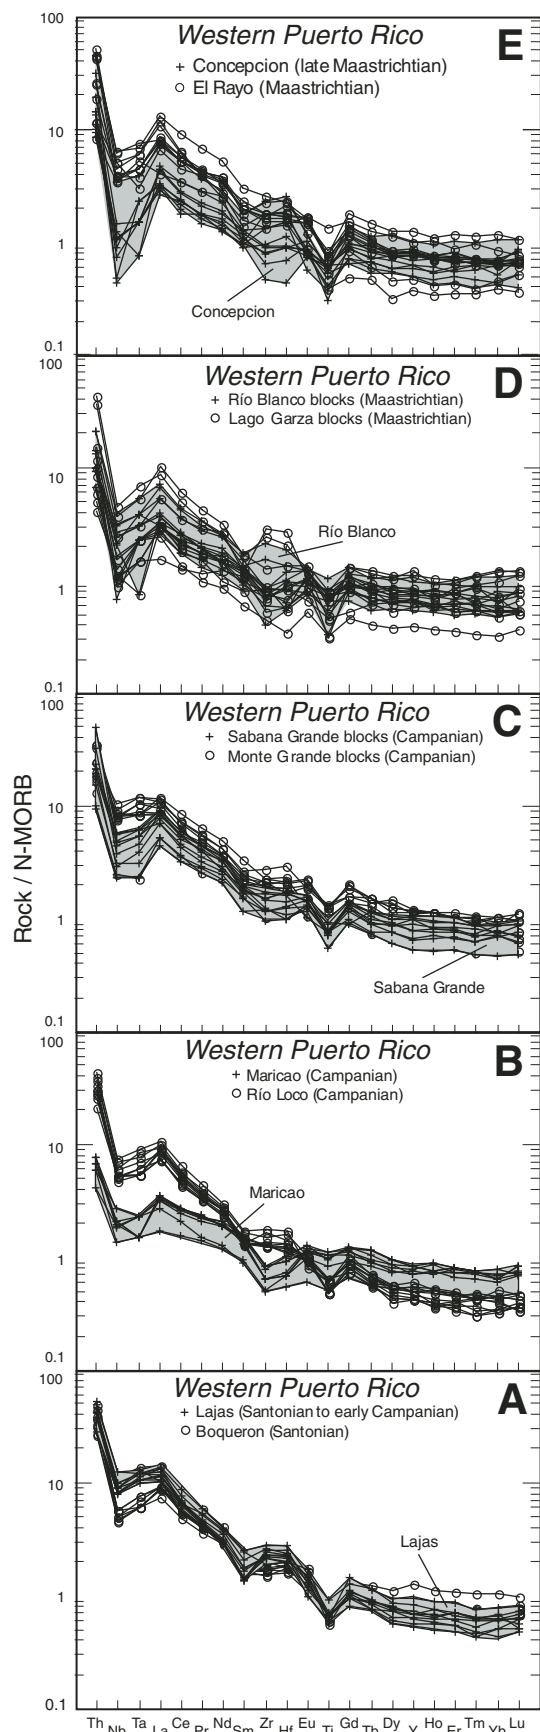 Western Puerto Rico
E
+ Concepcion (late Maastrichtian)
○ El Rayo (Maastrichtian)
100
10
1
0.1
Concepcion
Western Puerto Rico
D
+ Río Blanco blocks (Maastrichtian)
○ Lago Garza blocks (Maastrichtian)
100
10
1
0.1
Río Blanco
Western Puerto Rico
C
+ Sabana Grande blocks (Campanian)
○ Monte Grande blocks (Campanian)
100
10
1
0.1
Sabana Grande
Rock / N-MORB
Western Puerto Rico
B
+ Maricao (Campanian)
○ Río Loco (Campanian)
100
10
1
0.1
Maricao
Western Puerto Rico
A
+ Lajas (Santonian to early Campanian)
○ Boqueron (Santonian)
100
10
1
0.1
Lajas
Th Nb Ta La Ce Pr Nd Sm Zr Hf Eu Ti Gd Tb Dy Y Ho Er Tm Yb Lu